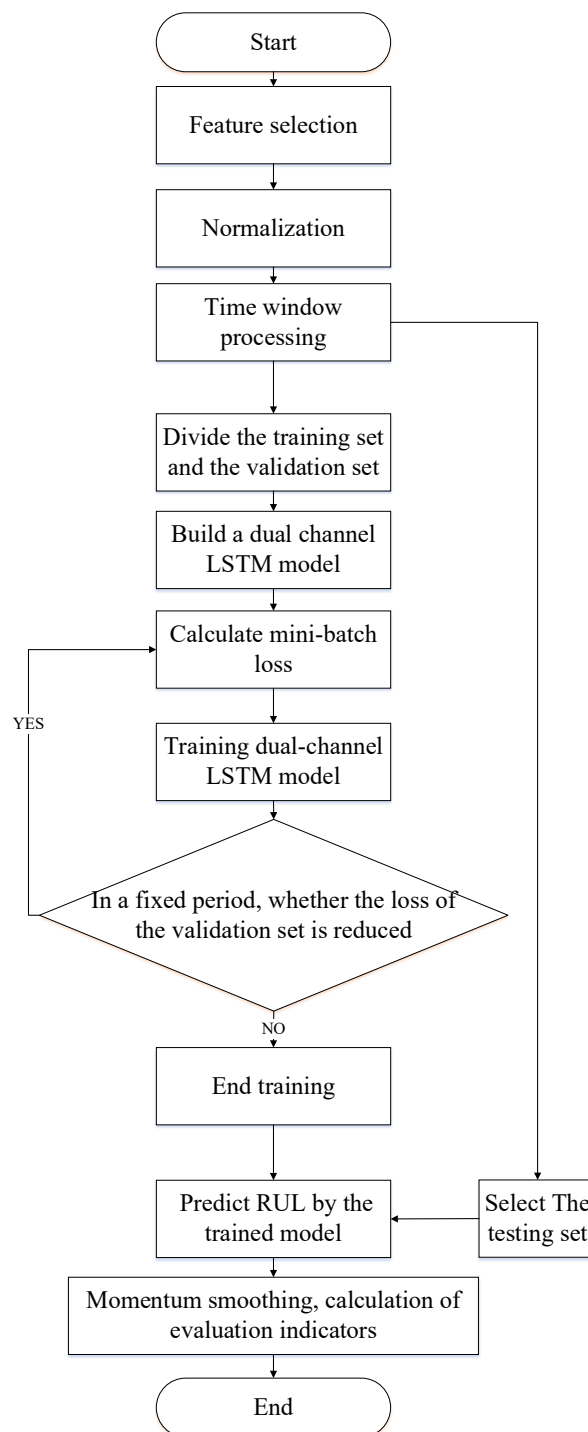 Start
Feature selection
Normalization
Time window
processing
Divide the training set
and the validation set
Build a dual channel
LSTM model
Calculate mini-batch
loss
YES
Training dual-channel
LSTM model
In a fixed period, whether the loss of
the validation set is reduced
NO
End training
Predict RUL by the
trained model
Select The
testing set
Momentum smoothing, calculation of
evaluation indicators
End